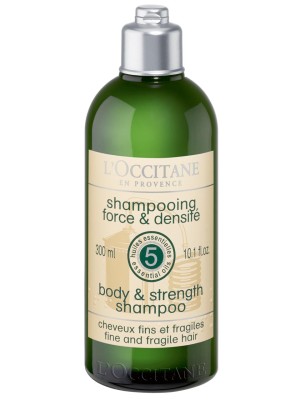 L'OCCITANE
EN PROVENCE
shampooing
force & densité
300 ml
huiles essentielles
5
essential oils
10.1 fl.oz
body & strength
shampoo
cheveux fins et fragiles
fine and fragile hair
L'OCCITANE